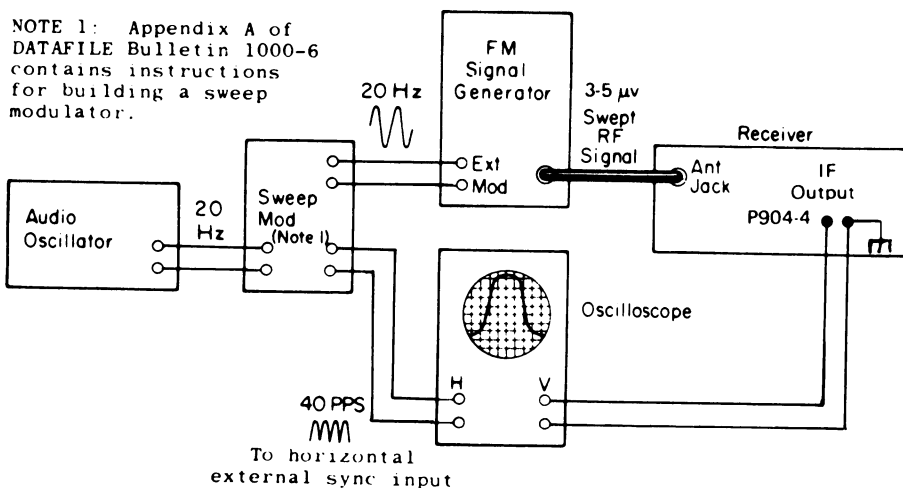 NOTE 1: Appendix A of
DATAFILE Bulletin 1000-6
contains instructions
for building a sweep
modulator.
FM
Signal
Generator
20 Hz
3-5 µv
Swept
RF
Signal
Receiver
Ext
Mod
Ant
Jack
IF
Output
P904-4
Audio
Oscillator
20
Hz
Sweep
Mod
(Note 1)
Oscilloscope
H
V
40 PPS
To horizontal
external sync input